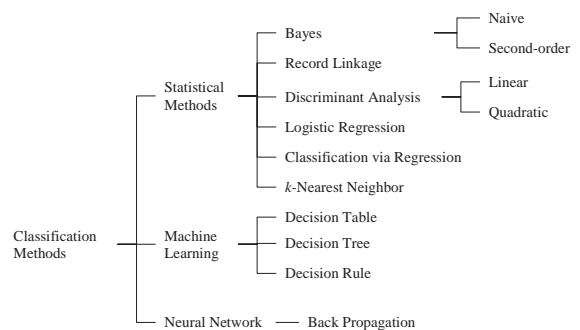 Naive
Bayes
Second-order
Record Linkage
Linear
Statistical
Methods
Discriminant Analysis
Quadratic
Logistic Regression
Classification via Regression
k-Nearest Neighbor
Decision Table
Classification
Methods
Machine
Learning
Decision Tree
Decision Rule
Neural Network
Back Propagation